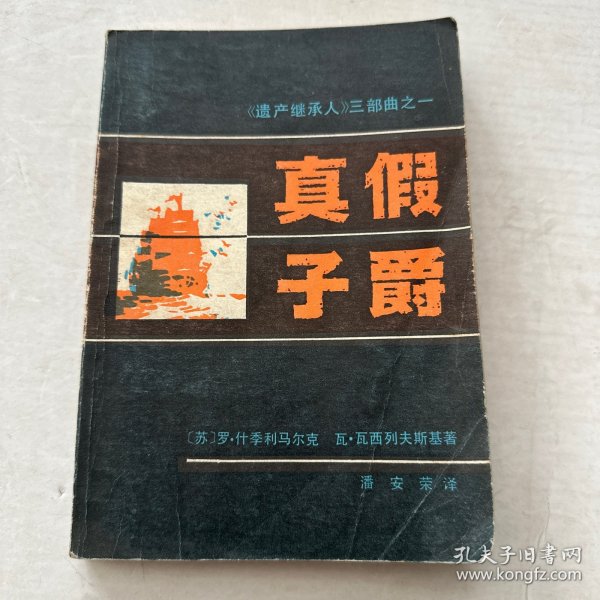 《遗产继承人》三部曲之一
真假
子爵
〔苏〕罗·什季利马尔克 瓦·瓦西列夫斯基著
潘安荣译
孔夫子旧书网
www.kongfz.com